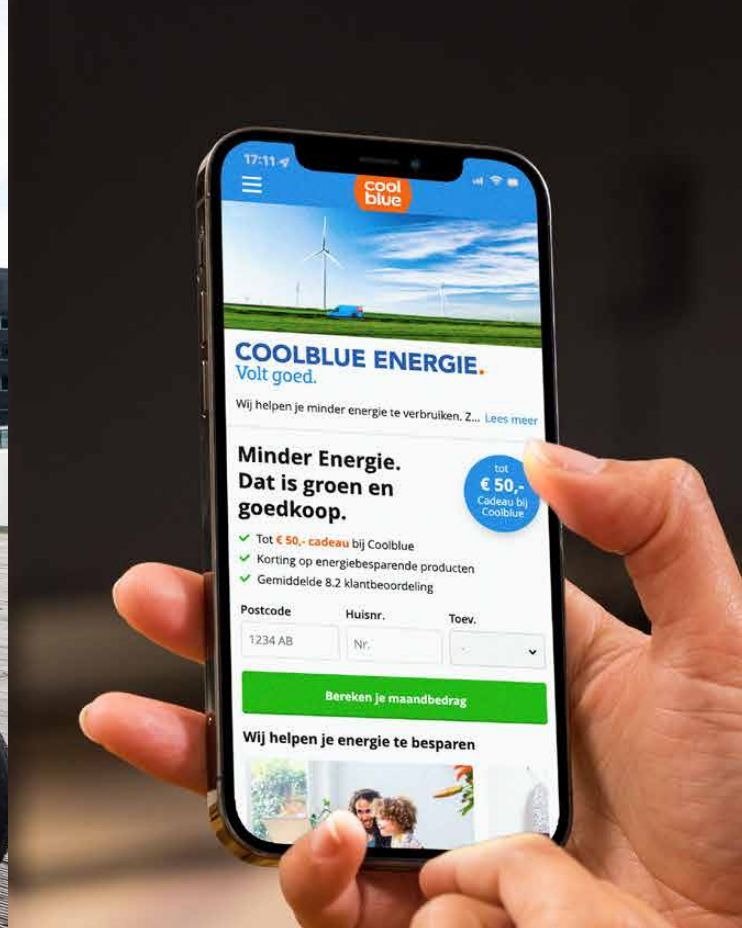 17:11
cool
blue
COOLBLUE ENERGIE.
Volt goed.
Wij helpen je minder energie te verbruiken. Z... Lees meer
Minder Energie.
Dat is groen en
goedkoop.
tot
€ 50,-
Cadeau bij
Coolblue
Tot € 50,- cadeau bij Coolblue
Korting op energiebesparende producten
Gemiddelde 8.2 klantbeoordeling
Postcode Huisnr. Toev.
1234 AB Nr. -
Bereken je maandbedrag
Wij helpen je energie te besparen